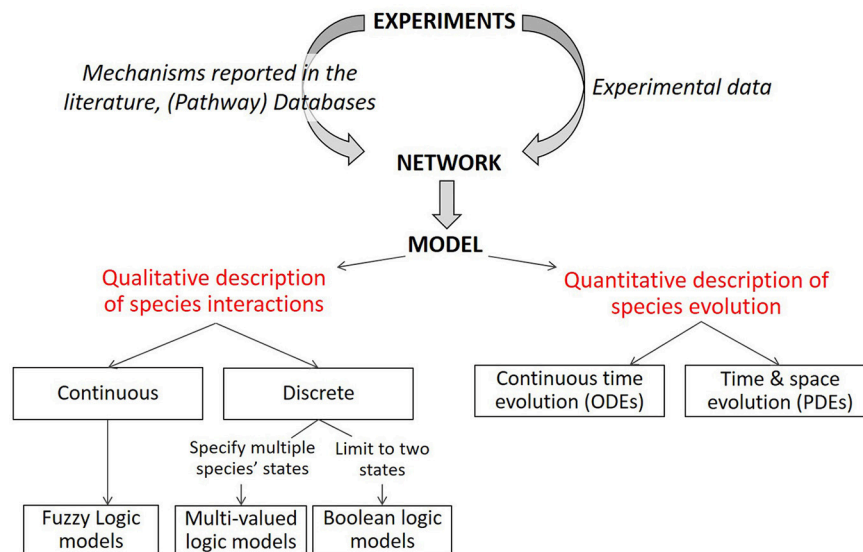 EXPERIMENTS
Mechanisms reported in the
literature, (Pathway) Databases
Experimental data
NETWORK
MODEL
Qualitative description
of species interactions
Quantitative description of
species evolution
Continuous
Discrete
Continuous time
evolution (ODEs)
Time & space
evolution (PDEs)
Specify multiple
species' states
Limit to two
states
Fuzzy Logic
models
Multi-valued
logic models
Boolean logic
models